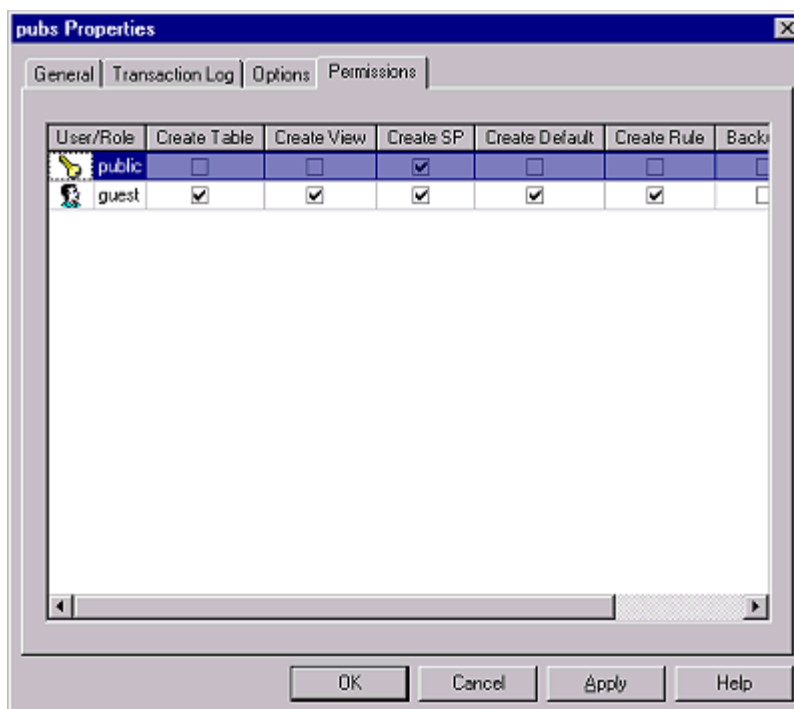 pubs Properties
General Transaction Log Options Permissions
User/Role Create Table Create View Create SP Create Default Create Rule Backu
public
guest
OK Cancel Apply Help